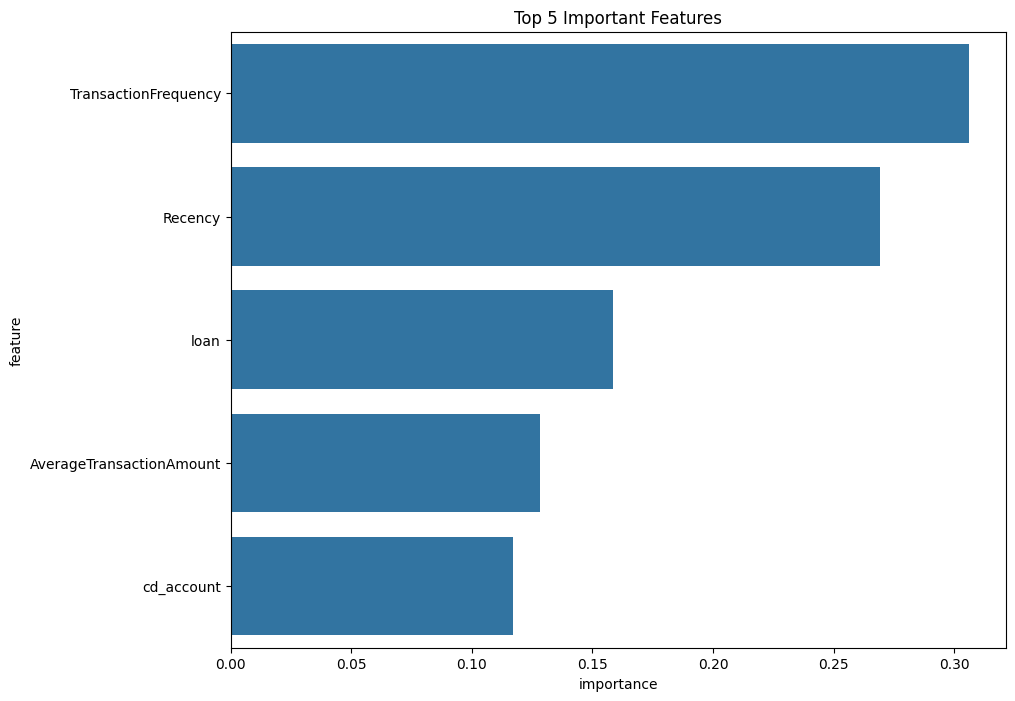 Top 5 Important Features
feature
TransactionFrequency
Recency
loan
AverageTransactionAmount
cd_account
0.00 0.05 0.10 0.15 0.20 0.25 0.30
importance